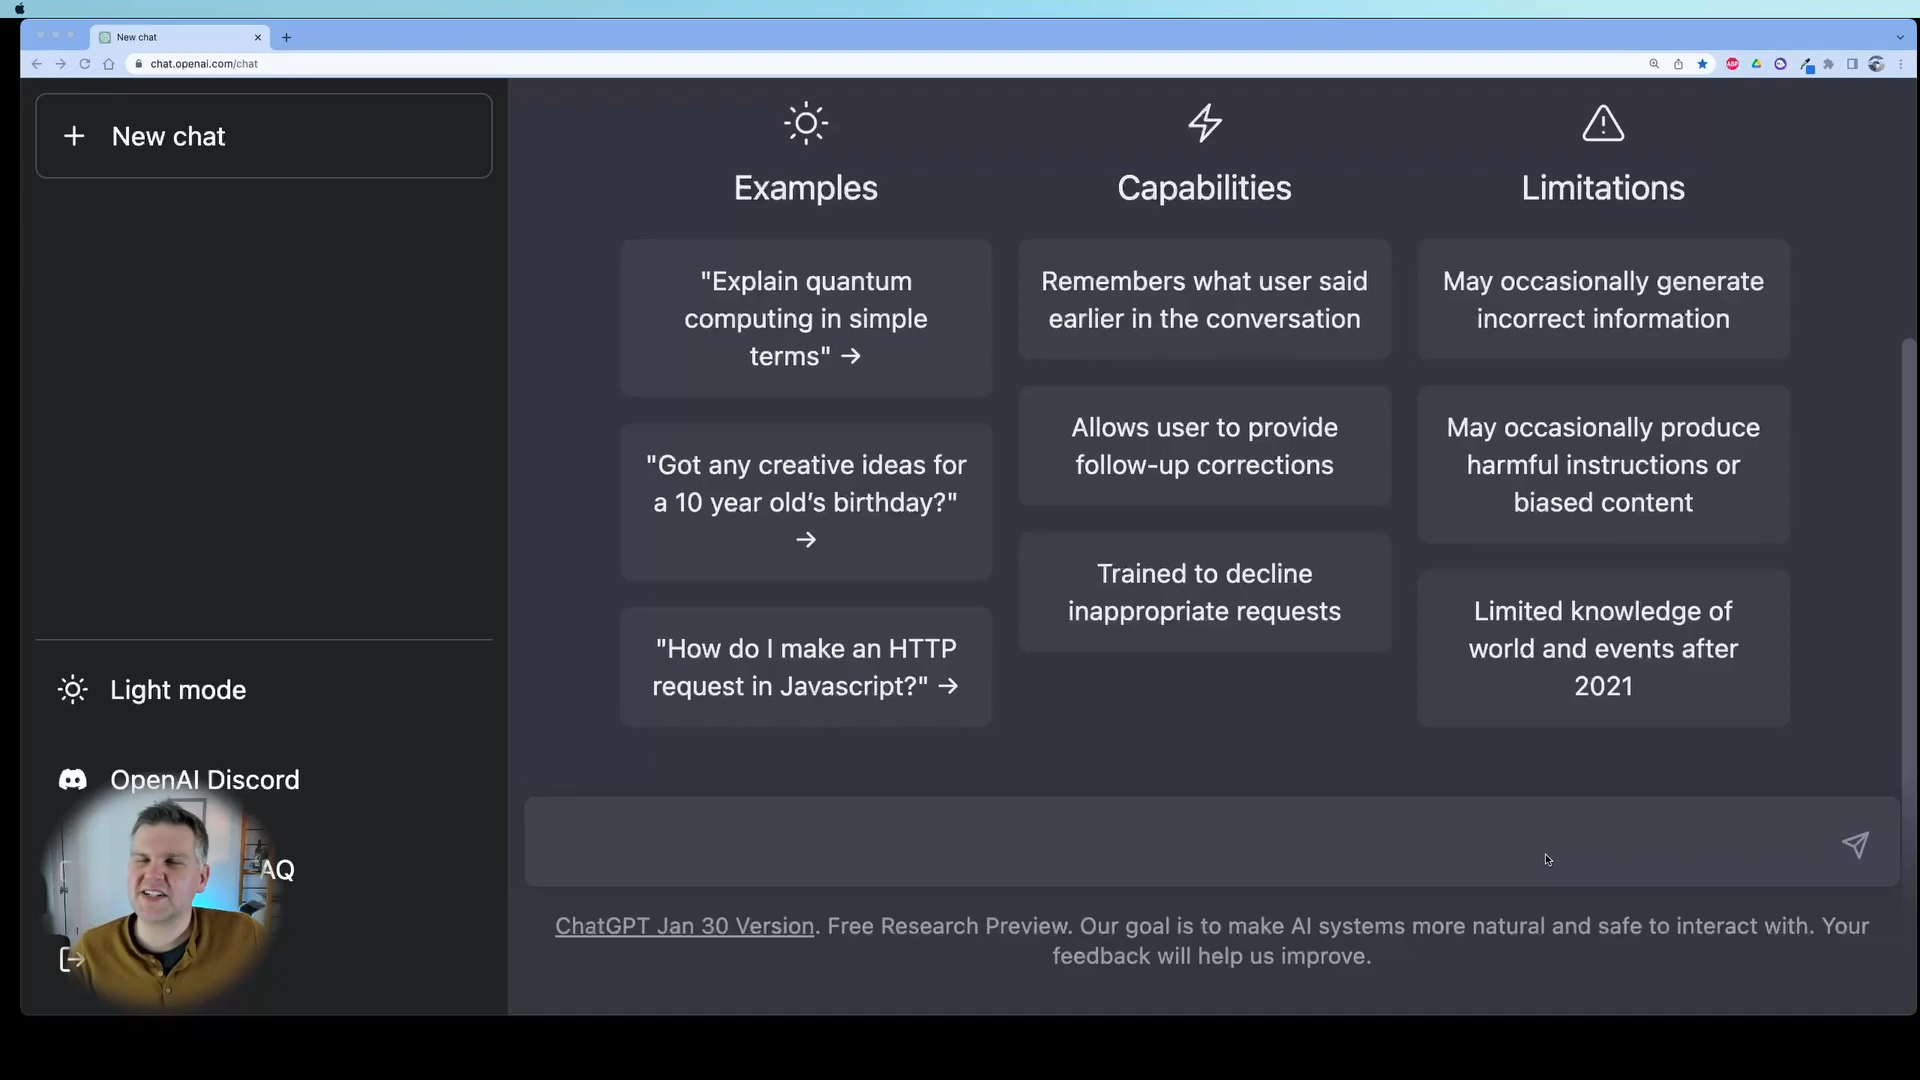 New chat
chat.openai.com/chat
ABP
New chat
Light mode
OpenAI Discord
AQ
Examples
"Explain quantum
computing in simple
terms" →
"Got any creative ideas for
a 10 year old's birthday?"
→
"How do I make an HTTP
request in Javascript?" →
Capabilities
Remembers what user said
earlier in the conversation
Allows user to provide
follow-up corrections
Trained to decline
inappropriate requests
Limitations
May occasionally generate
incorrect information
May occasionally produce
harmful instructions or
biased content
Limited knowledge of
world and events after
2021
ChatGPT Jan 30 Version. Free Research Preview. Our goal is to make AI systems more natural and safe to interact with. Your
feedback will help us improve.